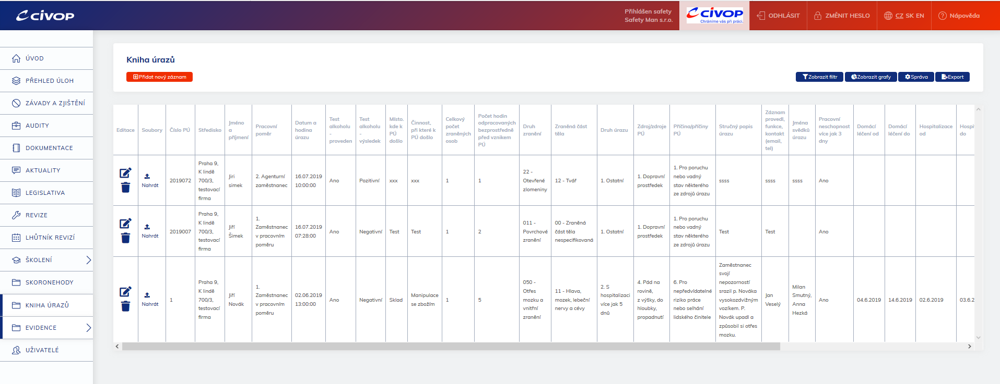 CIVOP
Přihlášen safety
Safety Man s.r.o.
CIVOP
Chráníme vás při práci.
ODHLÁSIT
ZMĚNIT HESLO
CZ SK EN
Nápověda
ÚVOD
PŘEHLED ÚLOH
ZÁVADY A ZJIŠTĚNÍ
AUDITY
DOKUMENTACE
AKTUALITY
LEGISLATIVA
REVIZE
LHŮTNÍK REVIZÍ
ŠKOLENÍ
SKORONEHODY
KNIHA ÚRAZŮ
EVIDENCE
UŽIVATELÉ
Kniha úrazů
Přidat nový záznam
Zobrazit filtr
Zobrazit grafy
Správa
Export
Editace
Soubory
Číslo PÚ
Středisko
Jméno
a
příjmení
Pracovní
poměr
Datum a
hodina
úrazu
Test
alkoholu
-
proveden
Test
alkoholu
-
výsledek
Místo.
kde k
PÚ
došlo
Činnost,
při které k
PÚ došlo
Celkový
počet
zraněných
osob
Počet hodin
odpracovaných
bezprostředně
před vznikem
PÚ
Druh
zranění
Zraněná část
těla
Druh úrazu
Zdroj/zdroje
PÚ
Příčina/příčiny
PÚ
Stručný popis
úrazu
Záznam
provedl,
funkce,
kontakt
(email,
tel)
Jména
svědků
úrazu
Pracovní
neschopnost
více jak 3
dny
Domácí
léčení od
Domácí
léčení do
Hospitalizace
od
Hospi
do
Nahrát
2019072
Praha 9,
K lindě
700/3,
testovací
firma
Jiri
simek
2. Agenturní
zaměstnanec
16.07.2019
10:00:00
Ano
Pozitivní
xxx
xxx
1
1
22 -
Otevřené
zlomeniny
12 - Tvář
1. Ostatní
1. Dopravní
prostředek
1. Pro poruchu
nebo vadný
stav některého
ze zdrojů úrazu
ssss
ssss
ssss
Ano
Nahrát
2019007
Praha 9,
K lindě
700/3,
testovací
firma
Jiří
Šimek
1.
Zaměstnanec
v pracovním
poměru
16.07.2019
07:28:00
Ano
Negativní
Test
Test
1
2
011 -
Povrchové
zranění
00 - Zraněná
část těla
nespecifikovaná
1. Ostatní
1. Dopravní
prostředek
1. Pro poruchu
nebo vadný
stav některého
ze zdrojů úrazu
Test
Test
Ano
Nahrát
1
Praha 9,
K lindě
700/3,
testovací
firma
Jiří
Novák
1.
Zaměstnanec
v pracovním
poměru
02.06.2019
13:00:00
Ano
Negativní
Sklad
Manipulace
se zbožím
1
5
050 -
Otřes
mozku a
vnitřní
zranění
11 - Hlava,
mozek, lebeční
nervy a cévy
2. S
hospitalizací
více jak 5
dnů
4. Pád na
rovině,
z výšky, do
hloubky,
propadnutí
6. Pro
nepředvídatelné
riziko práce
nebo selhání
lidského činitele
Zaměstnanec
svojí
nepozorností
srazil p. Nováka
vysokozdvižným
vozíkem. P.
Novák upadl a
způsobil si otřes
mozku.
Jan
Veselý
Milan
Smutný,
Anna
Hezká
Ano
04.6.2019
14.6.2019
02.6.2019
03.6.2